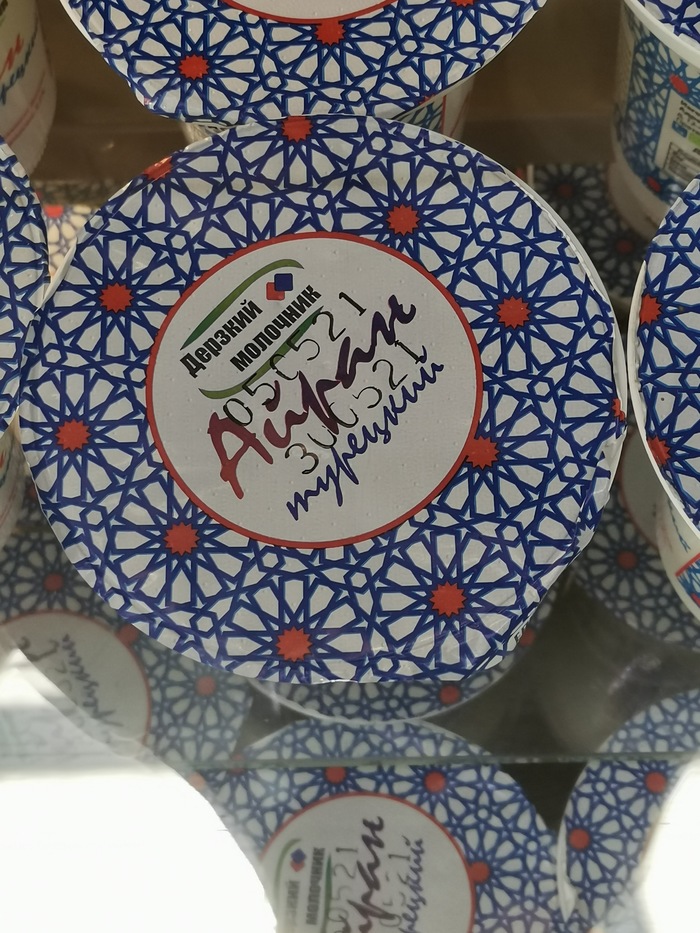 Дерзкий
молочник
050521
Айран
300521
турецкий